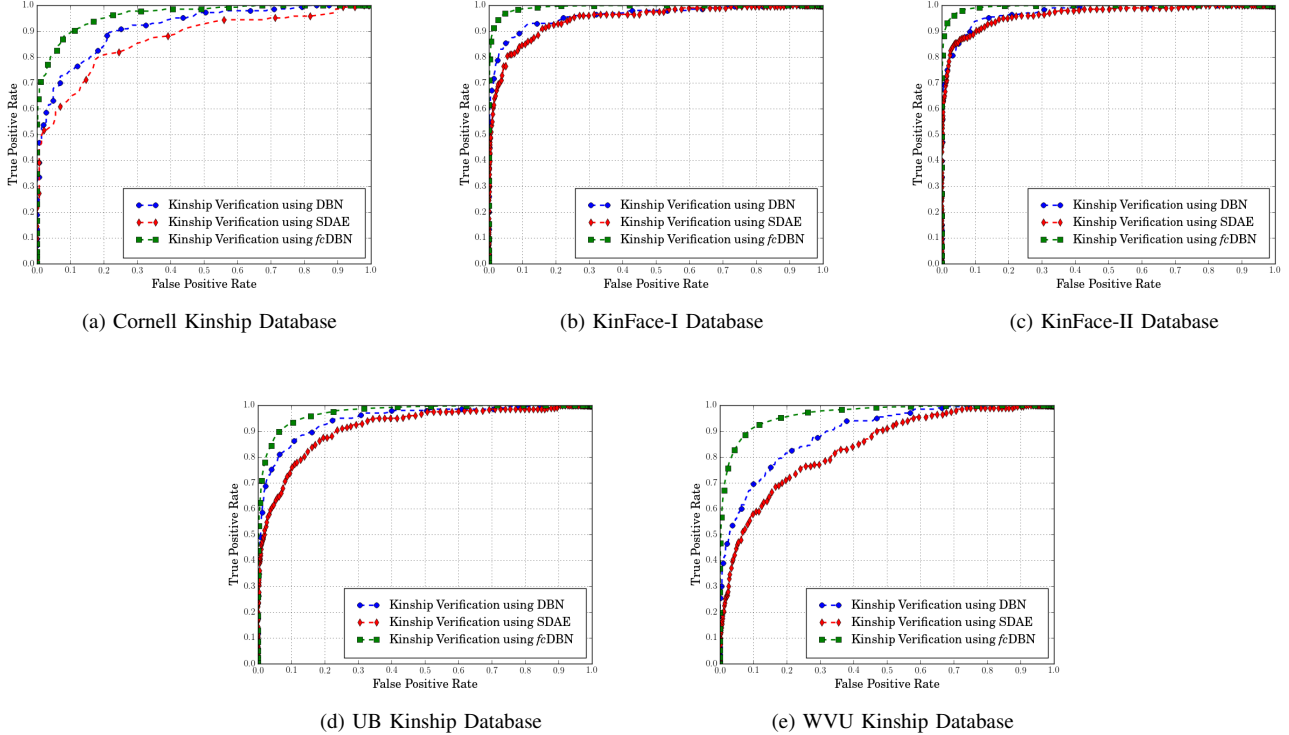 1.0
0.9
0.8
0.7
0.6
0.5
0.4
0.3
0.2
0.1
0.0
True Positive Rate
Kinship Verification using DBN
Kinship Verification using SDAE
Kinship Verification using fcDBN
0.0 0.1 0.2 0.3 0.4 0.5 0.6 0.7 0.8 0.9 1.0
False Positive Rate
(a) Cornell Kinship Database
1.0
0.9
0.8
0.7
0.6
0.5
0.4
0.3
0.2
0.1
0.0
True Positive Rate
Kinship Verification using DBN
Kinship Verification using SDAE
Kinship Verification using fcDBN
0.0 0.1 0.2 0.3 0.4 0.5 0.6 0.7 0.8 0.9 1.0
False Positive Rate
(b) KinFace-I Database
1.0
0.9
0.8
0.7
0.6
0.5
0.4
0.3
0.2
0.1
0.0
True Positive Rate
Kinship Verification using DBN
Kinship Verification using SDAE
Kinship Verification using fcDBN
0.0 0.1 0.2 0.3 0.4 0.5 0.6 0.7 0.8 0.9 1.0
False Positive Rate
(c) KinFace-II Database
1.0
0.9
0.8
0.7
0.6
0.5
0.4
0.3
0.2
0.1
0.0
True Positive Rate
Kinship Verification using DBN
Kinship Verification using SDAE
Kinship Verification using fcDBN
0.0 0.1 0.2 0.3 0.4 0.5 0.6 0.7 0.8 0.9 1.0
False Positive Rate
(d) UB Kinship Database
1.0
0.9
0.8
0.7
0.6
0.5
0.4
0.3
0.2
0.1
0.0
True Positive Rate
Kinship Verification using DBN
Kinship Verification using SDAE
Kinship Verification using fcDBN
0.0 0.1 0.2 0.3 0.4 0.5 0.6 0.7 0.8 0.9 1.0
False Positive Rate
(e) WVU Kinship Database